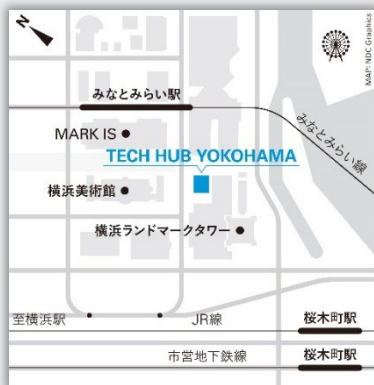 N
MAP: NDC Graphics
みなとみらい駅
みなとみらい線
MARK IS
TECH HUB YOKOHAMA
横浜美術館
横浜ランドマークタワー
至横浜駅
JR線
桜木町駅
市営地下鉄線
桜木町駅